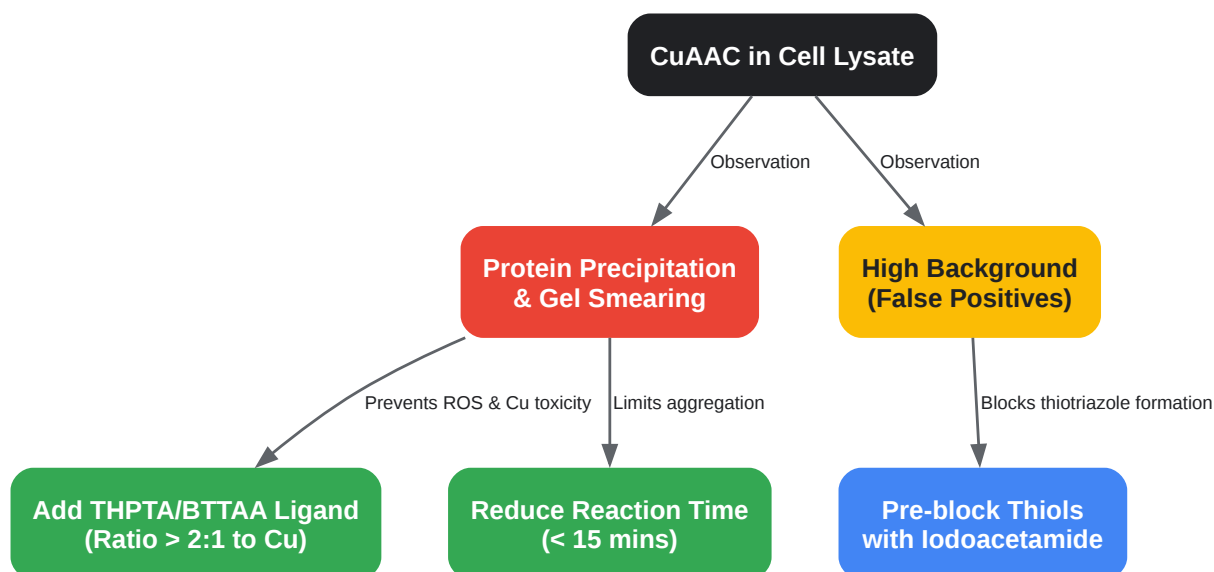 CuAAC in Cell Lysate
Observation
Observation
Protein Precipitation
& Gel Smearing
High Background
(False Positives)
Prevents ROS & Cu toxicity
Limits aggregation
Blocks thiotriazole formation
Add THPTA/BTTAA Ligand
(Ratio > 2:1 to Cu)
Reduce Reaction Time
(< 15 mins)
Pre-block Thiols
with Iodoacetamide